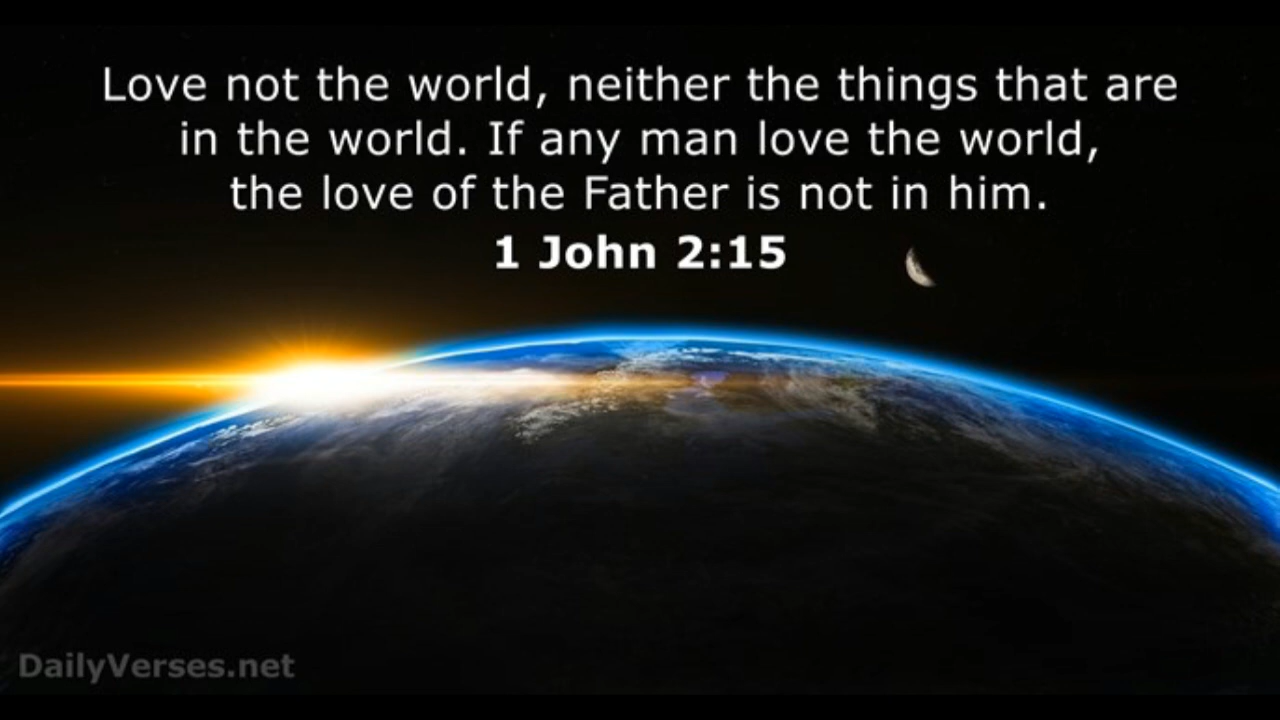 Love not the world, neither the things that are
in the world. If any man love the world,
the love of the Father is not in him.
1 John 2:15
DailyVerses.net